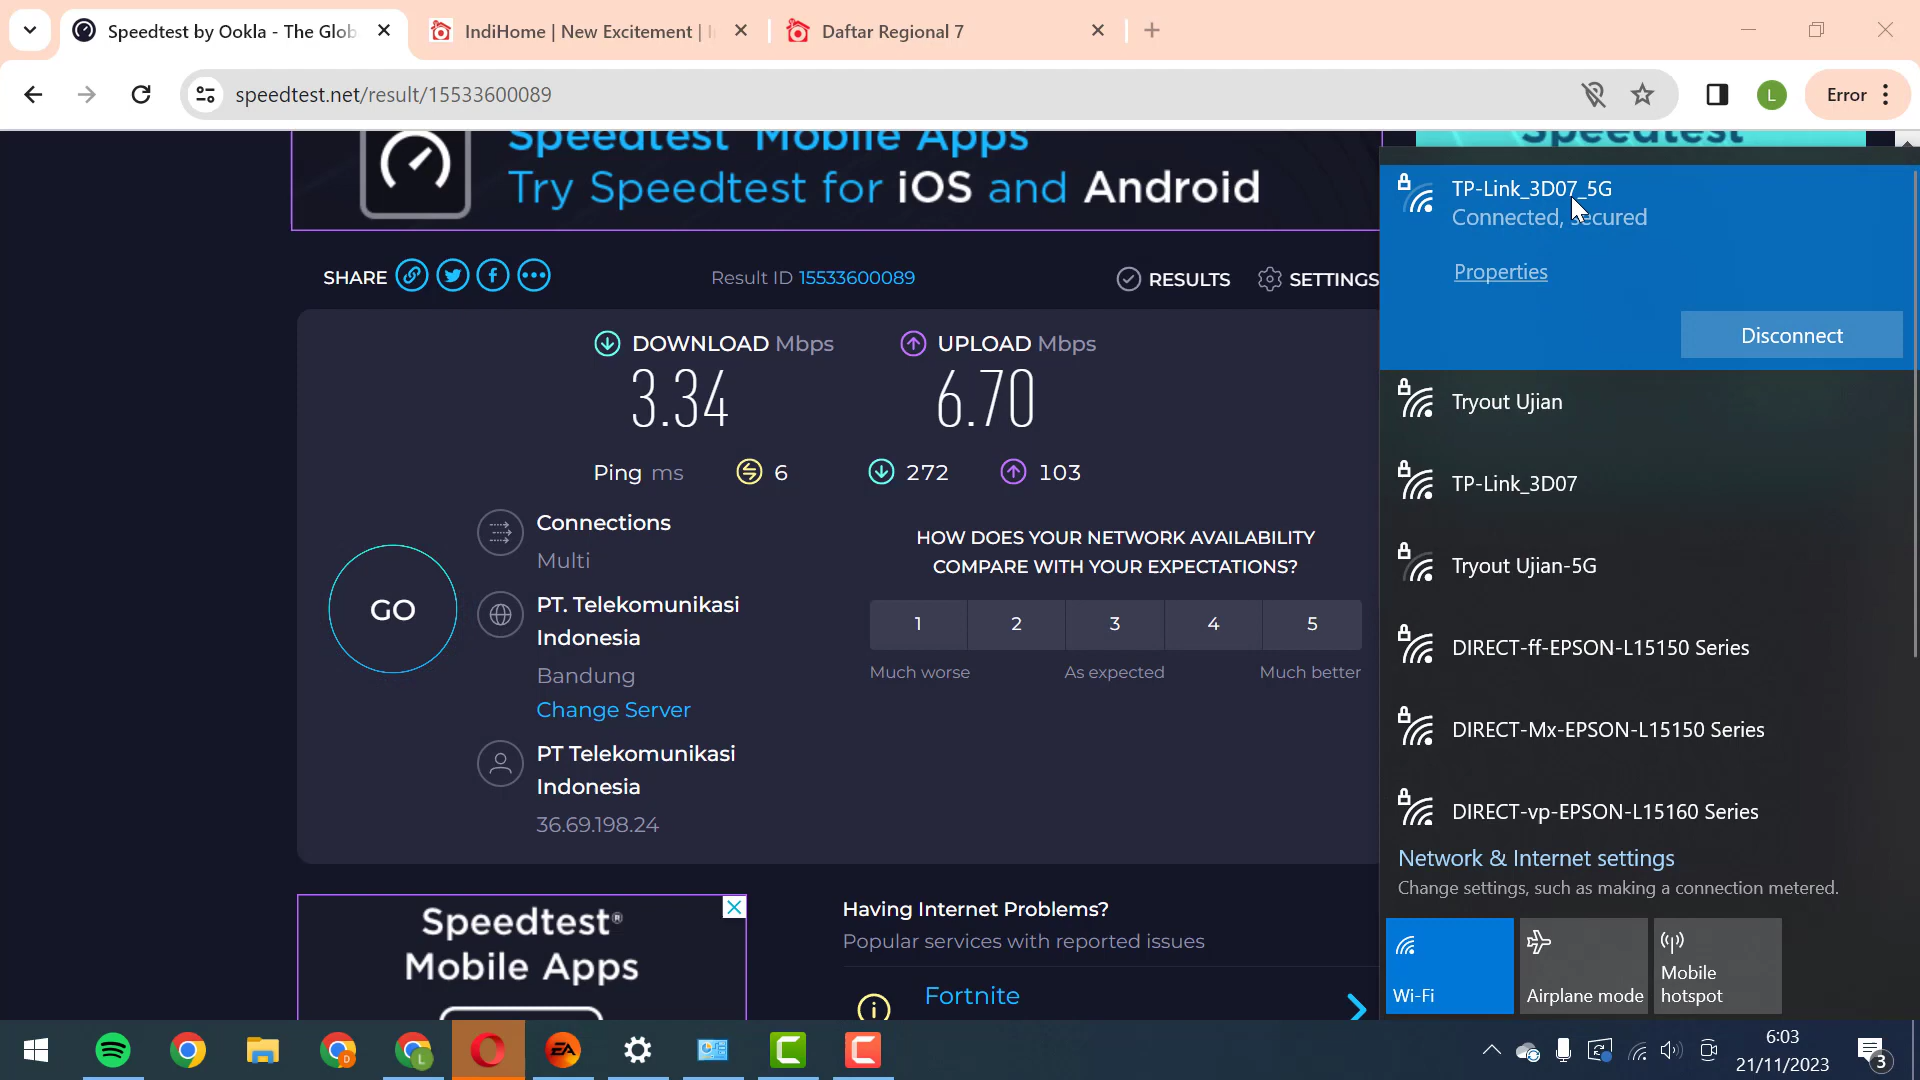 Speedtest by Ookla - The Glob
IndiHome | New Excitement |
Daftar Regional 7
speedtest.net/result/15533600089
L
Error
Speedtest Mobile Apps
Try Speedtest for iOS and Android
Speedtest
SHARE
Result ID 15533600089
RESULTS
SETTINGS
DOWNLOAD Mbps
3.34
UPLOAD Mbps
6.70
Ping ms
6
272
103
GO
Connections
Multi
PT. Telekomunikasi
Indonesia
Bandung
Change Server
PT Telekomunikasi
Indonesia
36.69.198.24
HOW DOES YOUR NETWORK AVAILABILITY
COMPARE WITH YOUR EXPECTATIONS?
1 2 3 4 5
Much worse As expected Much better
Speedtest®
Mobile Apps
Having Internet Problems?
Popular services with reported issues
Fortnite
TP-Link_3D07_5G
Connected, secured
Properties
Disconnect
Tryout Ujian
TP-Link_3D07
Tryout Ujian-5G
DIRECT-ff-EPSON-L15150 Series
DIRECT-Mx-EPSON-L15150 Series
DIRECT-vp-EPSON-L15160 Series
Network & Internet settings
Change settings, such as making a connection metered.
Wi-Fi
Airplane mode
Mobile
hotspot
D
L
EA
6:03
21/11/2023
3